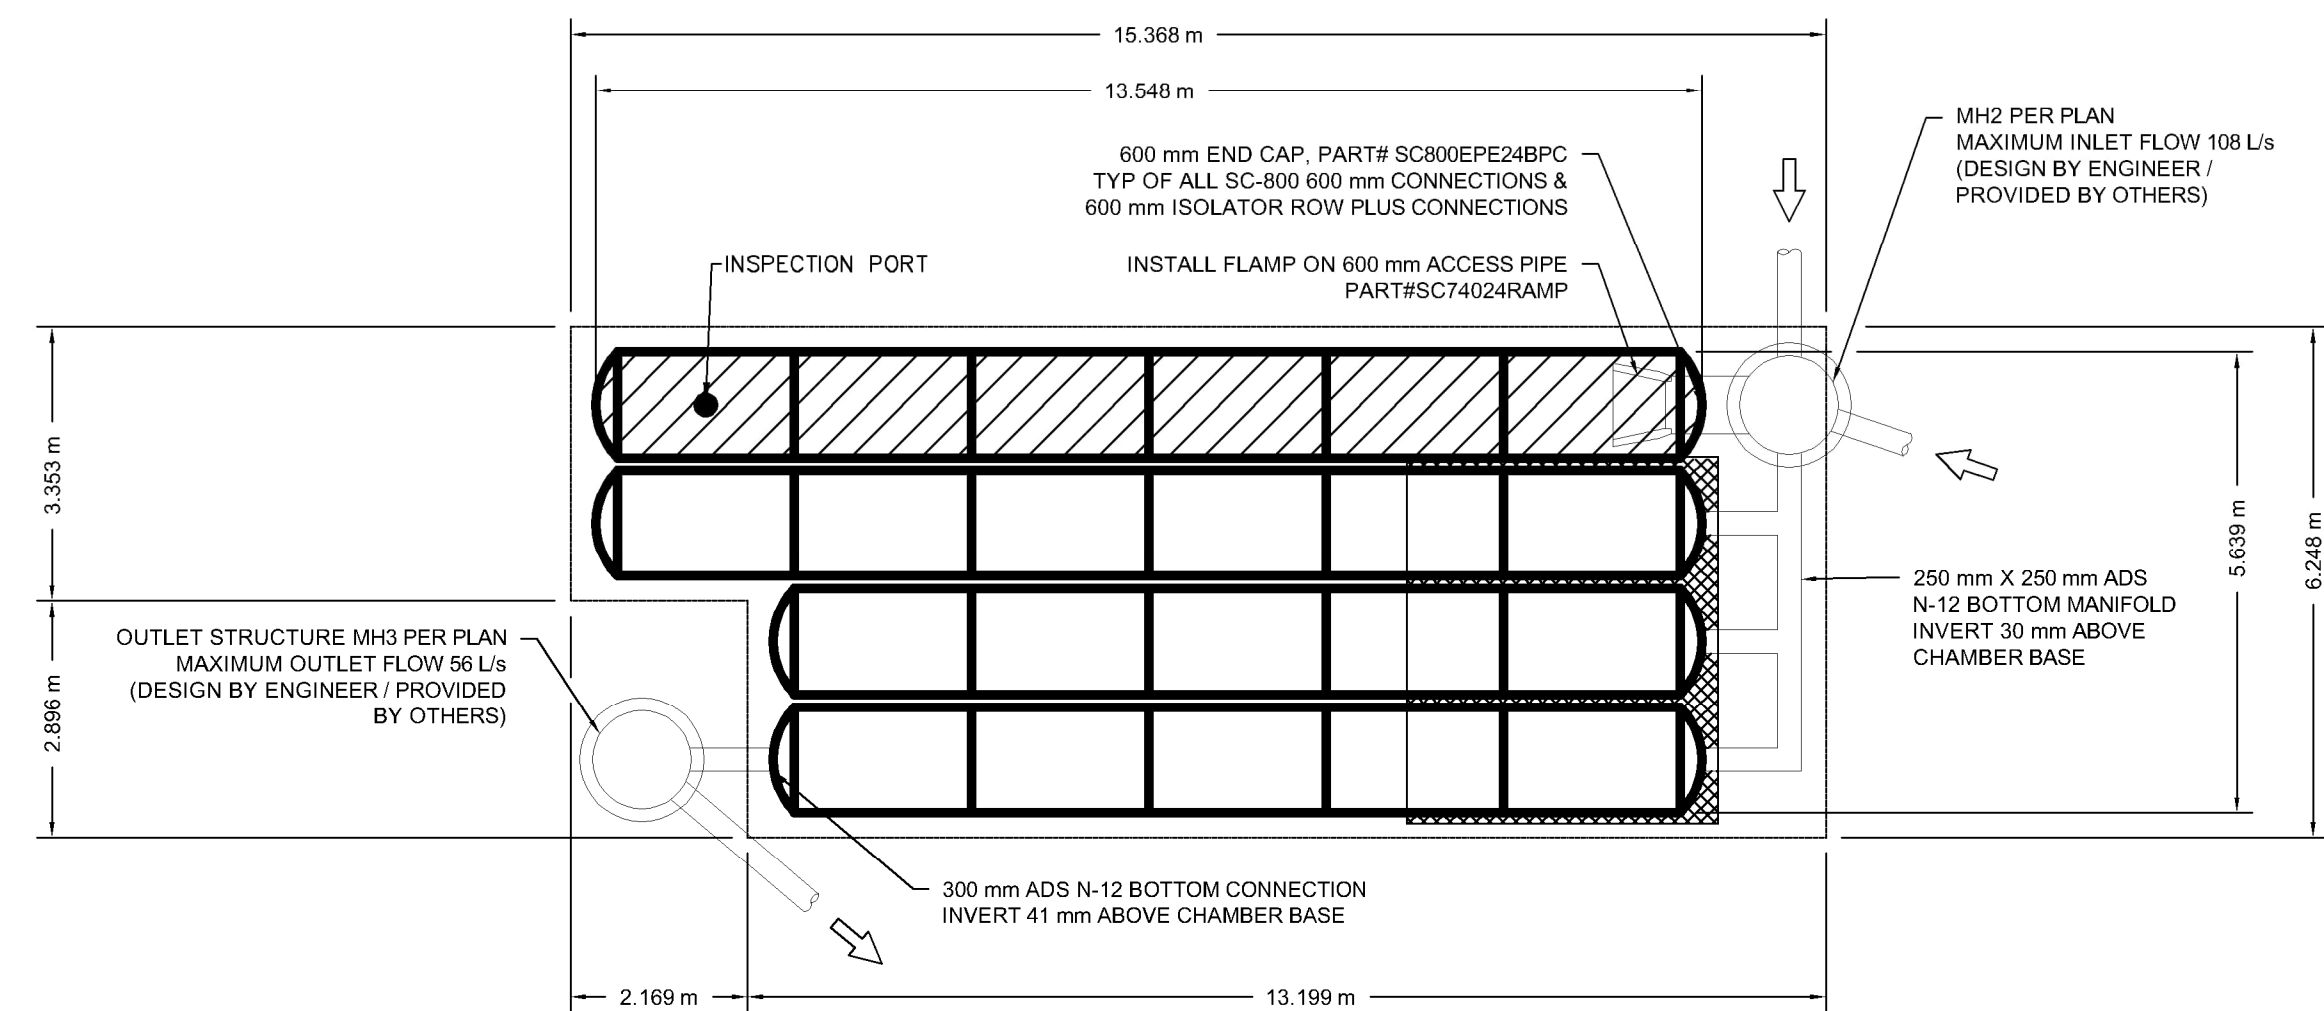 15.368 m
13.548 m
MH2 PER PLAN
MAXIMUM INLET FLOW 108 L/s
(DESIGN BY ENGINEER /
PROVIDED BY OTHERS)
600 mm END CAP, PART# SC800EPE24BPC
TYP OF ALL SC-800 600 mm CONNECTIONS &
600 mm ISOLATOR ROW PLUS CONNECTIONS
INSPECTION PORT
INSTALL FLAMP ON 600 mm ACCESS PIPE
PART#SC74024RAMP
3.353 m
5.639 m
6.248 m
250 mm X 250 mm ADS
N-12 BOTTOM MANIFOLD
INVERT 30 mm ABOVE
CHAMBER BASE
OUTLET STRUCTURE MH3 PER PLAN
MAXIMUM OUTLET FLOW 56 L/s
(DESIGN BY ENGINEER / PROVIDED
BY OTHERS)
2.896 m
300 mm ADS N-12 BOTTOM CONNECTION
INVERT 41 mm ABOVE CHAMBER BASE
2.169 m
13.199 m